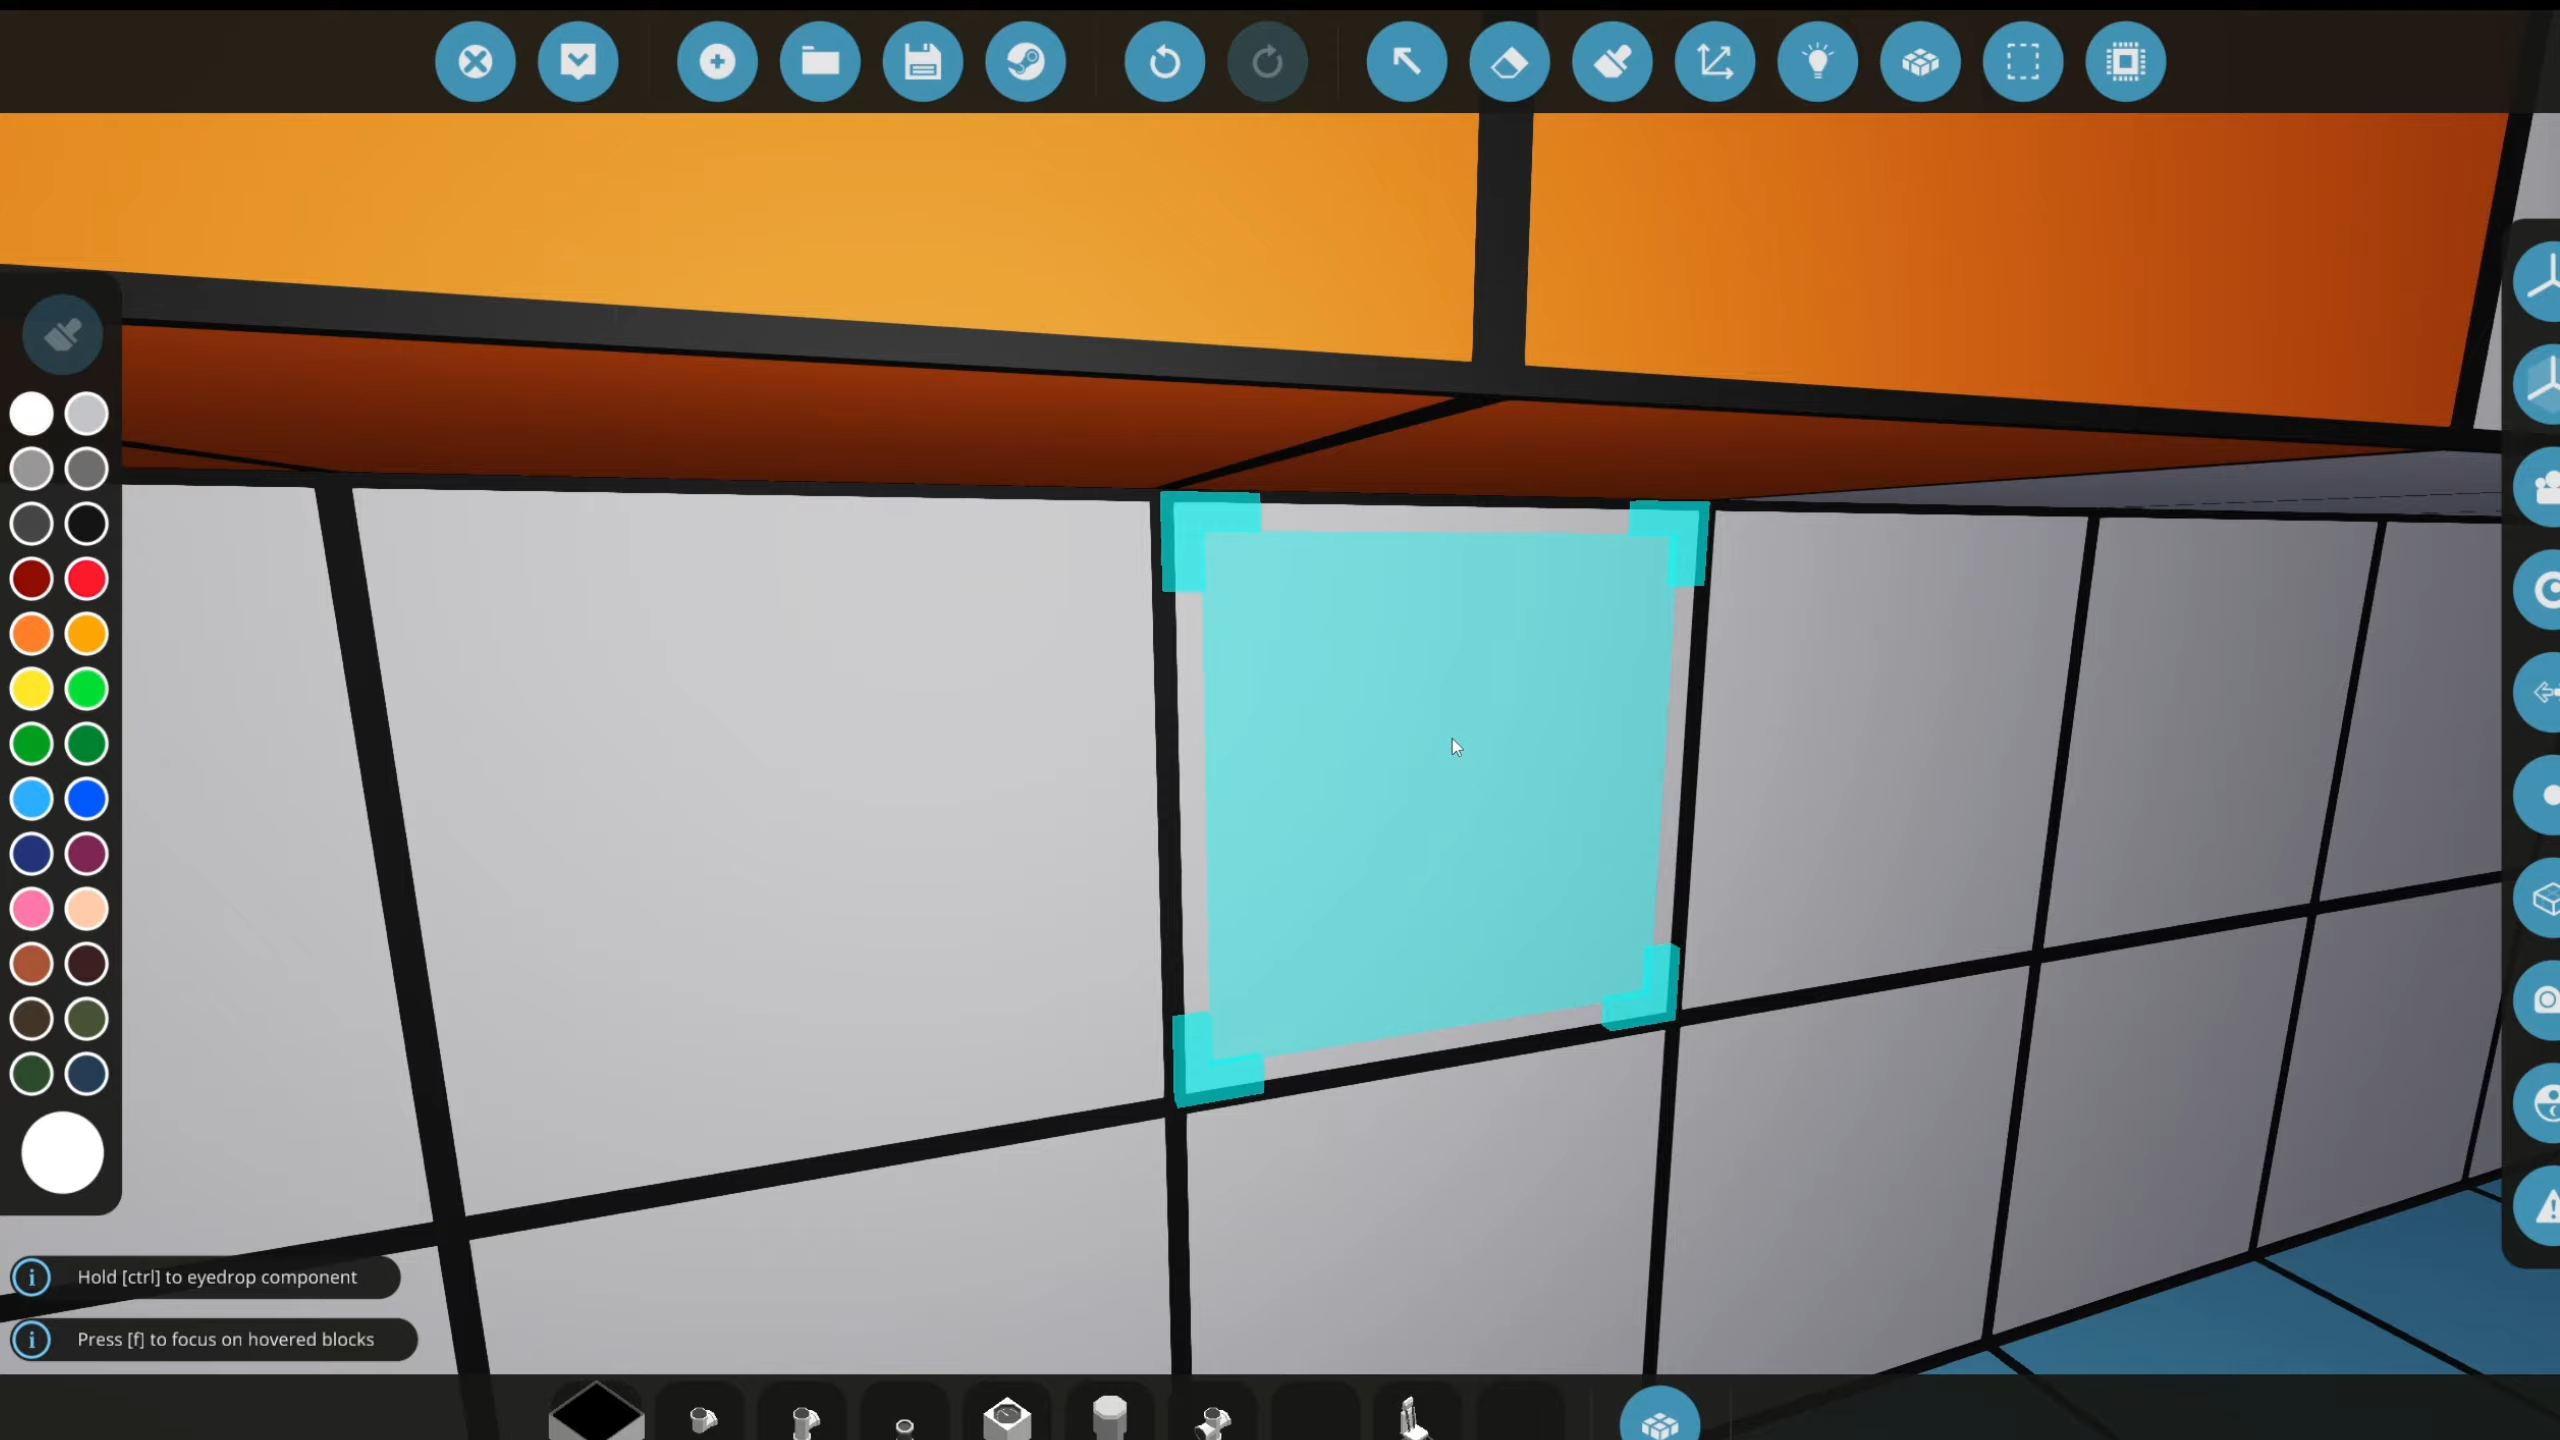 Hold [ctrl] to eyedrop component
Press [f] to focus on hovered blocks